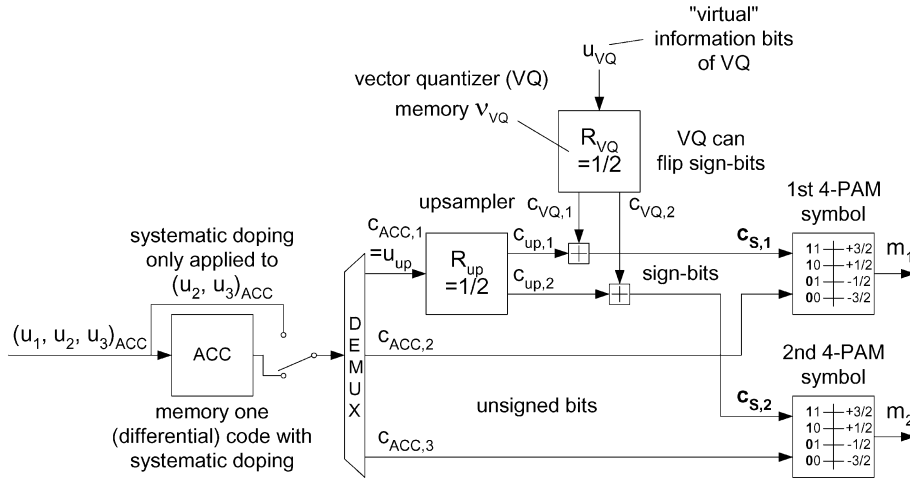 "virtual"
information bits
of VQ
u_VQ
vector quantizer (VQ)
memory ν_VQ
R_VQ
=1/2
VQ can
flip sign-bits
upsampler
c_VQ,1
c_VQ,2
1st 4-PAM
symbol
c_ACC,1
=u_up
R_up
=1/2
c_up,1
c_up,2
c_S,1
sign-bits
11 +3/2
10 +1/2
01 -1/2
00 -3/2
m_1
systematic doping
only applied to
(u_2, u_3)_ACC
(u_1, u_2, u_3)_ACC
ACC
DEMUX
c_ACC,2
memory one
(differential) code with
systematic doping
unsigned bits
c_ACC,3
2nd 4-PAM
symbol
c_S,2
11 +3/2
10 +1/2
01 -1/2
00 -3/2
m_2